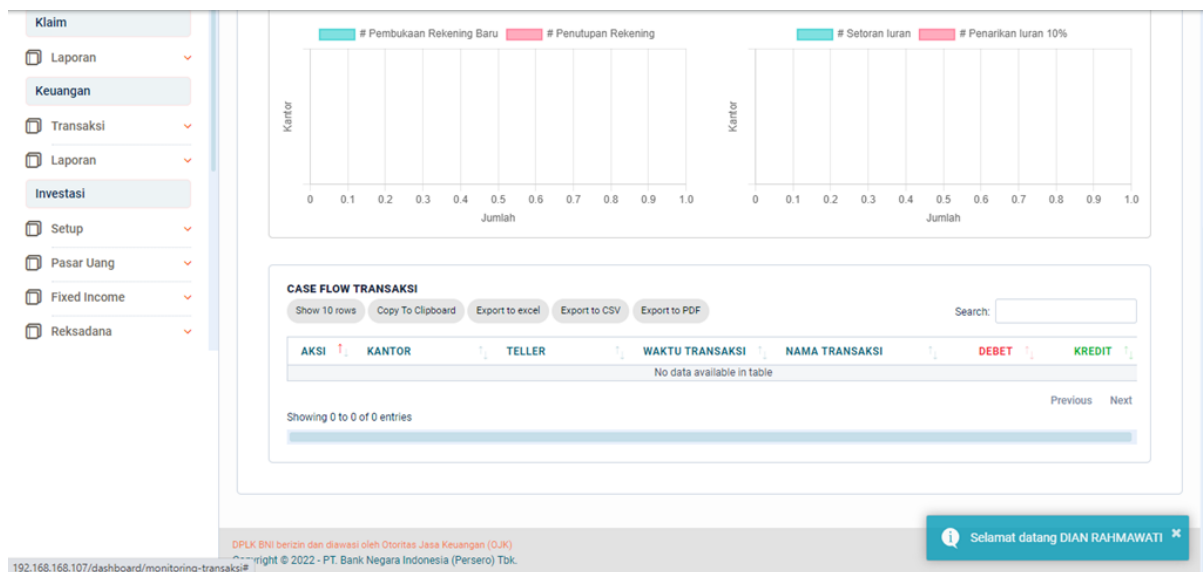 Klaim
Laporan
Keuangan
Transaksi
Laporan
Investasi
Setup
Pasar Uang
Fixed Income
Reksadana
# Pembukaan Rekening Baru # Penutupan Rekening
Kantor
0 0.1 0.2 0.3 0.4 0.5 0.6 0.7 0.8 0.9 1.0
Jumlah
# Setoran Iuran # Penarikan Iuran 10%
Kantor
0 0.1 0.2 0.3 0.4 0.5 0.6 0.7 0.8 0.9 1.0
Jumlah
CASE FLOW TRANSAKSI
Show 10 rows Copy To Clipboard Export to excel Export to CSV Export to PDF Search:
AKSI KANTOR TELLER WAKTU TRANSAKSI NAMA TRANSAKSI DEBET KREDIT
No data available in table
Previous Next
Showing 0 to 0 of 0 entries
Selamat datang DIAN RAHMAWATI ×
DPLK BNI berizin dan diawasi oleh Otoritas Jasa Keuangan (OJK)
right © 2022 - PT. Bank Negara Indonesia (Persero) Tbk.
192.168.168.107/dashboard/monitoring-transaksi#